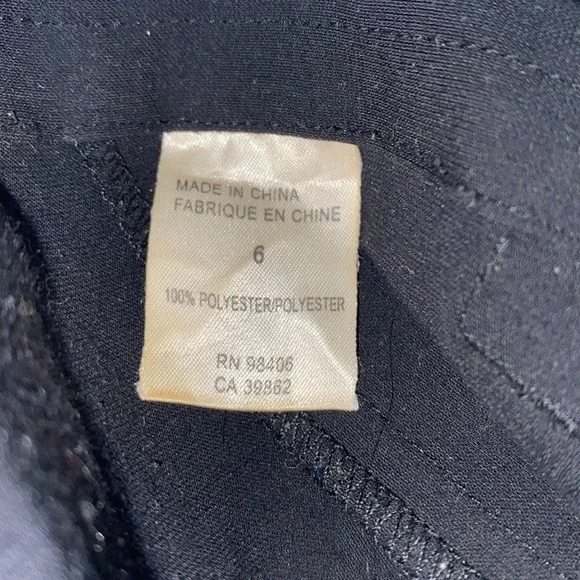 MADE IN CHINA
FABRIQUE EN CHINE
6
100% POLYESTER/POLYESTER
RN 98406
CA 39862